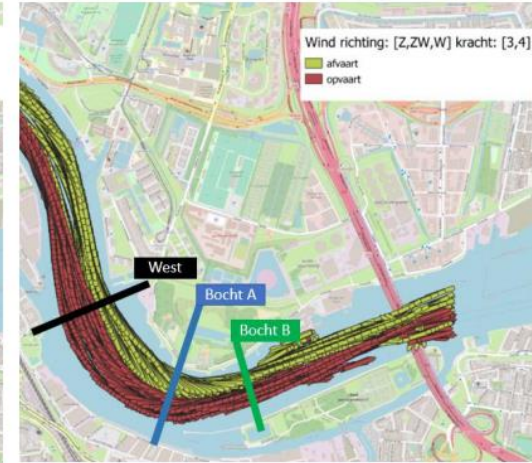 Wind richting: [Z,ZW,W] kracht: [3,4]
afvaart
opvaart
West
Bocht A
Bocht B